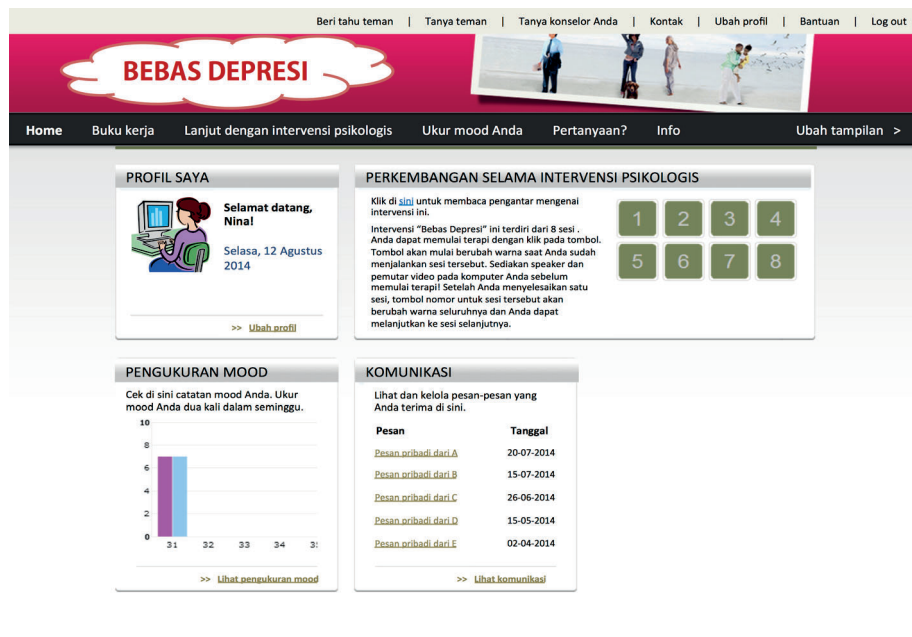 Beri tahu teman | Tanya teman | Tanya konselor Anda | Kontak | Ubah profil | Bantuan | Log out
BEBAS DEPRESI
Home Buku kerja Lanjut dengan intervensi psikologis Ukur mood Anda Pertanyaan? Info Ubah tampilan >
PROFIL SAYA
Selamat datang,
Nina!
Selasa, 12 Agustus
2014
>> Ubah profil
PERKEMBANGAN SELAMA INTERVENSI PSIKOLOGIS
Klik di sini untuk membaca pengantar mengenai
intervensi ini.
Intervensi “Bebas Depresi” ini terdiri dari 8 sesi .
Anda dapat memulai terapi dengan klik pada tombol.
Tombol akan mulai berubah warna saat Anda sudah
menjalankan sesi tersebut. Sediakan speaker dan
pemutar video pada komputer Anda sebelum
memulai terapi! Setelah Anda menyelesaikan satu
sesi, tombol nomor untuk sesi tersebut akan
berubah warna seluruhnya dan Anda dapat
melanjutkan ke sesi selanjutnya.
1 2 3 4
5 6 7 8
PENGUKURAN MOOD
Cek di sini catatan mood Anda. Ukur
mood Anda dua kali dalam seminggu.
10
8
6
4
2
0
31 32 33 34 3
>> Lihat pengukuran mood
KOMUNIKASI
Lihat dan kelola pesan-pesan yang
Anda terima di sini.
Pesan Tanggal
Pesan pribadi dari A 20-07-2014
Pesan pribadi dari B 15-07-2014
Pesan pribadi dari C 26-06-2014
Pesan pribadi dari D 15-05-2014
Pesan pribadi dari E 02-04-2014
>> Lihat komunikasi